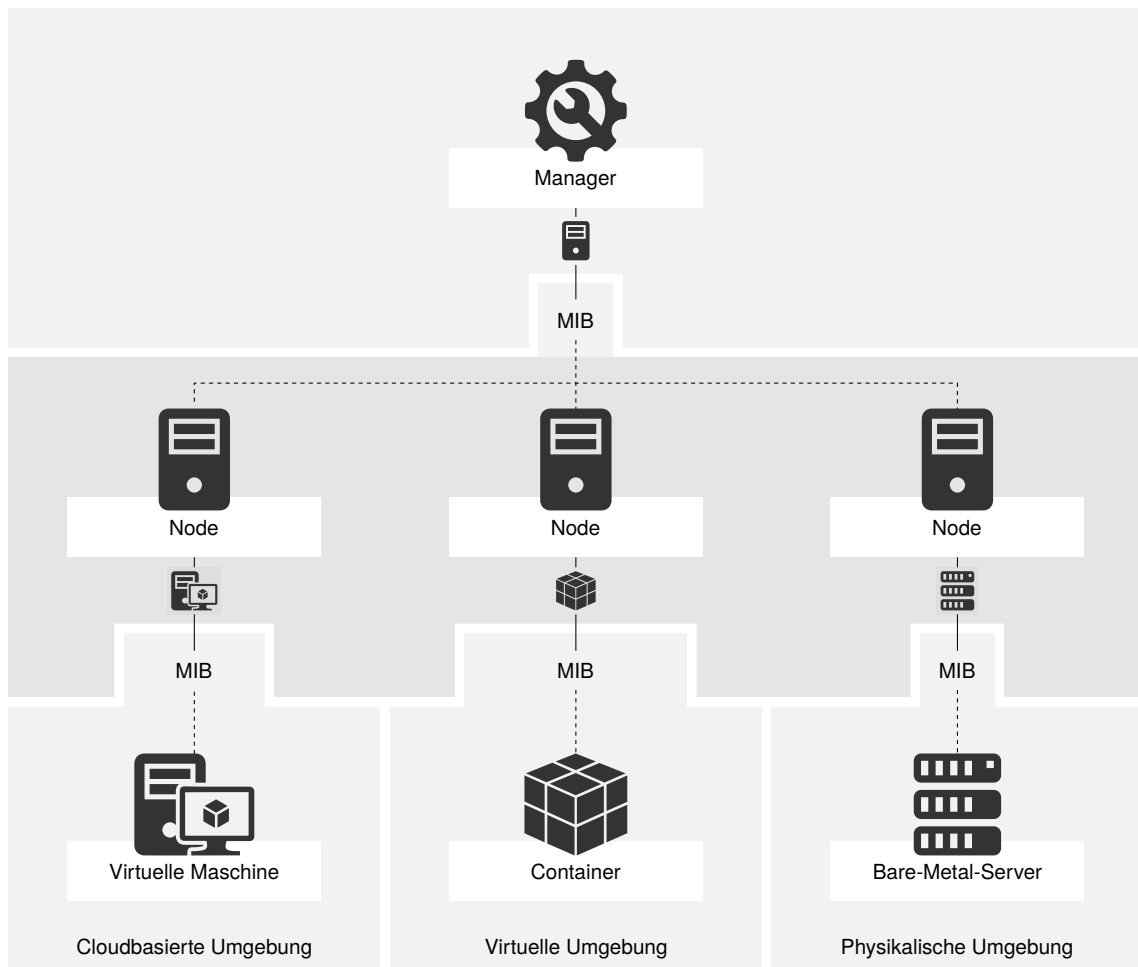 Manager
MIB
Node
Node
Node
MIB
MIB
MIB
Virtuelle Maschine
Container
Bare-Metal-Server
Cloudbasierte Umgebung
Virtuelle Umgebung
Physikalische Umgebung